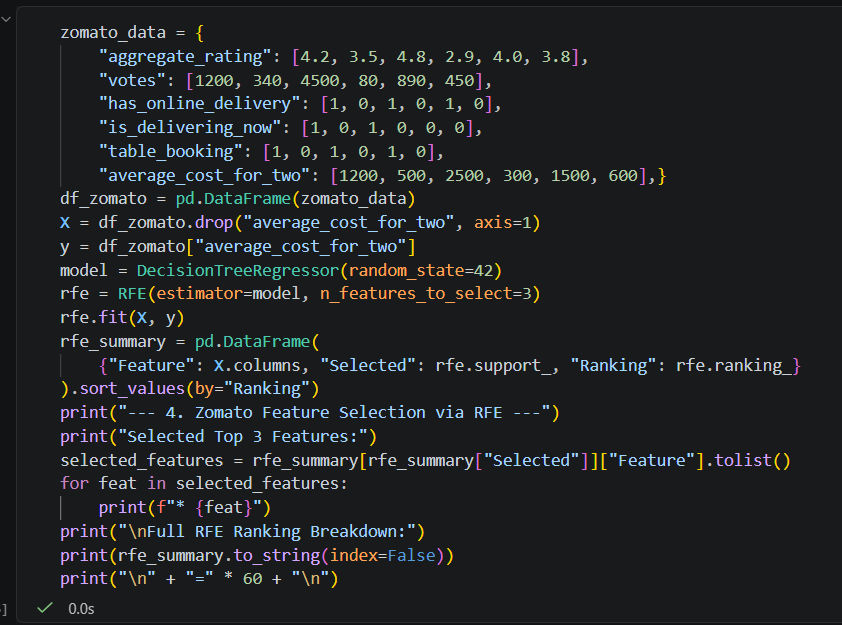 zomato_data = {
    "aggregate_rating": [4.2, 3.5, 4.8, 2.9, 4.0, 3.8],
    "votes": [1200, 340, 4500, 80, 890, 450],
    "has_online_delivery": [1, 0, 1, 0, 1, 0],
    "is_delivering_now": [1, 0, 1, 0, 0, 0],
    "table_booking": [1, 0, 1, 0, 1, 0],
    "average_cost_for_two": [1200, 500, 2500, 300, 1500, 600],}
df_zomato = pd.DataFrame(zomato_data)
X = df_zomato.drop("average_cost_for_two", axis=1)
y = df_zomato["average_cost_for_two"]
model = DecisionTreeRegressor(random_state=42)
rfe = RFE(estimator=model, n_features_to_select=3)
rfe.fit(X, y)
rfe_summary = pd.DataFrame(
    {"Feature": X.columns, "Selected": rfe.support_, "Ranking": rfe.ranking_}
).sort_values(by="Ranking")
print("--- 4. Zomato Feature Selection via RFE ---")
print("Selected Top 3 Features:")
selected_features = rfe_summary[rfe_summary["Selected"]]["Feature"].tolist()
for feat in selected_features:
    print(f"* {feat}")
print("\nFull RFE Ranking Breakdown:")
print(rfe_summary.to_string(index=False))
print("\n" + "=" * 60 + "\n")
] 0.0s